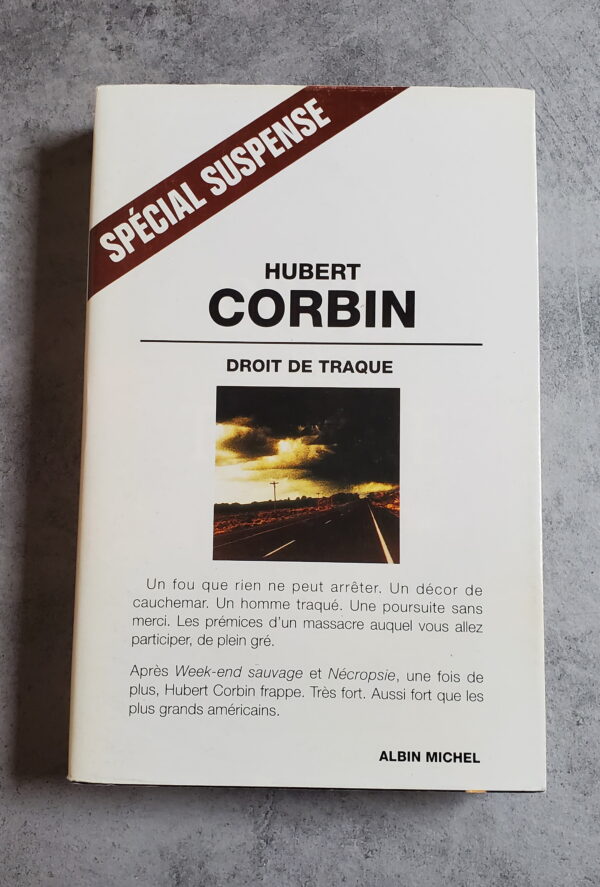 SPÉCIAL SUSPENSE
HUBERT
CORBIN
DROIT DE TRAQUE
Un fou que rien ne peut arrêter. Un décor de
cauchemar. Un homme traqué. Une poursuite sans
merci. Les prémices d'un massacre auquel vous allez
participer, de plein gré.
Après Week-end sauvage et Nécropsie, une fois de
plus, Hubert Corbin frappe. Très fort. Aussi fort que les
plus grands américains.
ALBIN MICHEL